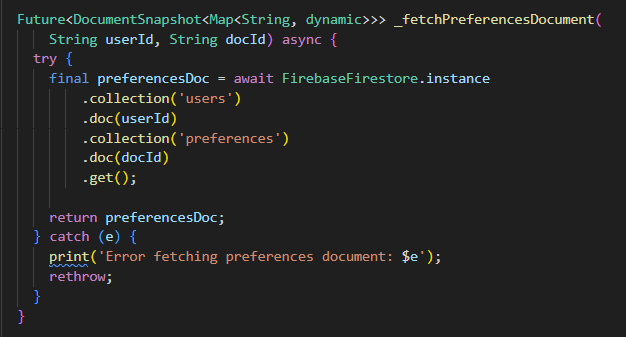 Future<DocumentSnapshot<Map<String, dynamic>>> _fetchPreferencesDocument(
    String userId, String docId) async {
  try {
    final preferencesDoc = await FirebaseFirestore.instance
        .collection('users')
        .doc(userId)
        .collection('preferences')
        .doc(docId)
        .get();

    return preferencesDoc;
  } catch (e) {
    print('Error fetching preferences document: $e');
    rethrow;
  }
}